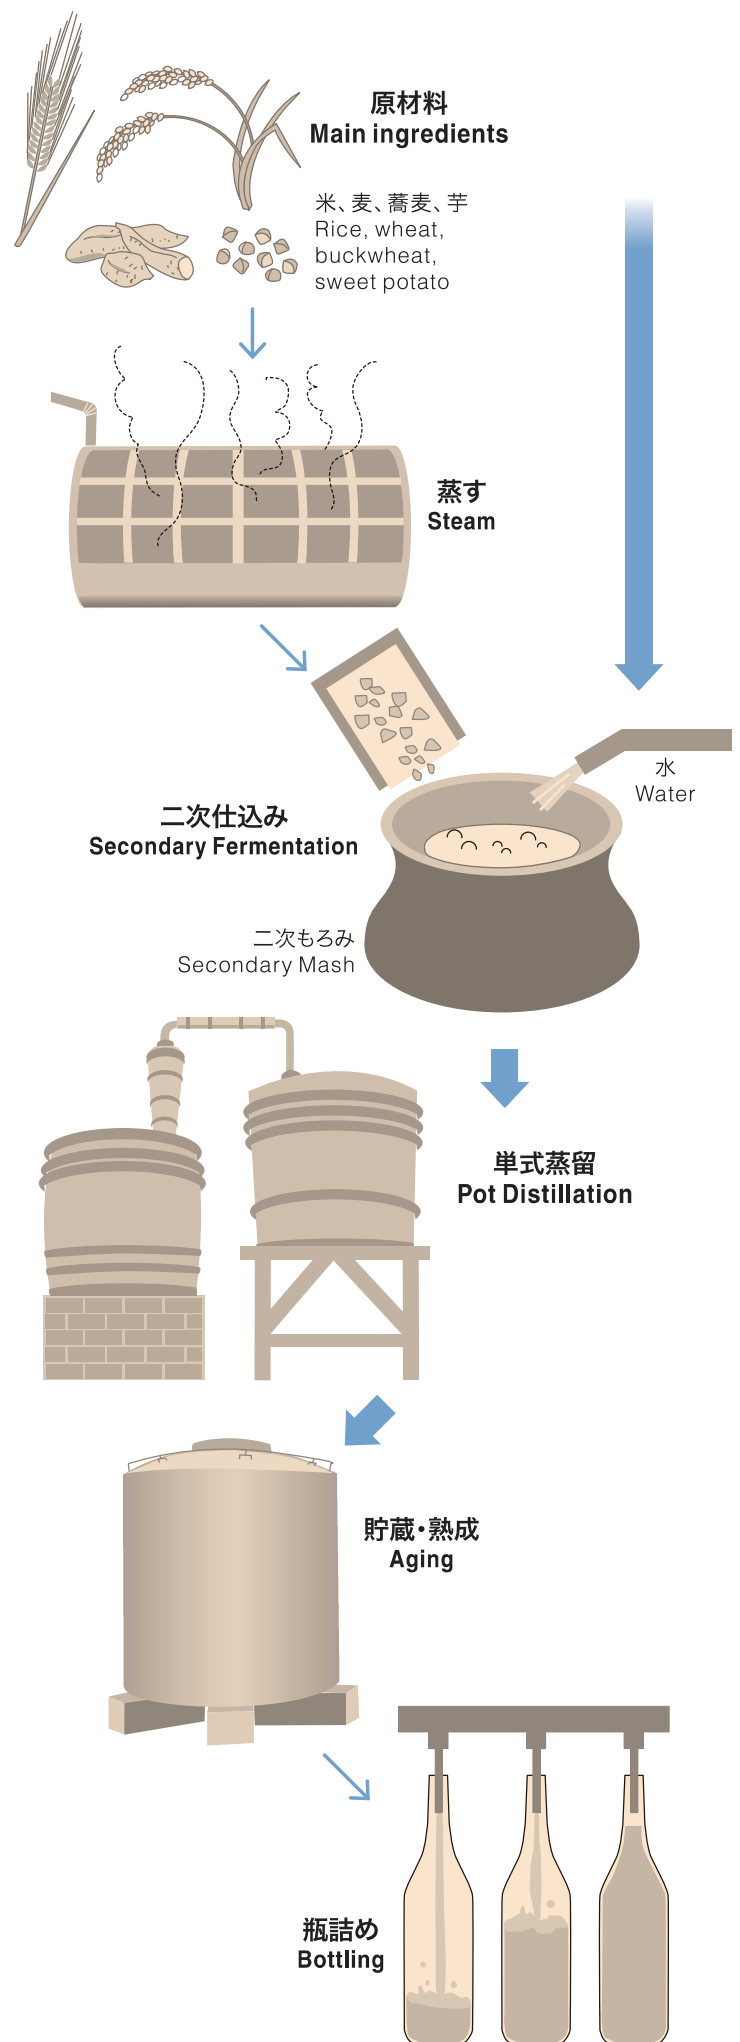 原材料
Main ingredients
米、麦、蕎麦、芋
Rice, wheat,
buckwheat,
sweet potato
蒸す
Steam
水
Water
二次仕込み
Secondary Fermentation
二次もろみ
Secondary Mash
単式蒸留
Pot Distillation
貯蔵・熟成
Aging
瓶詰め
Bottling